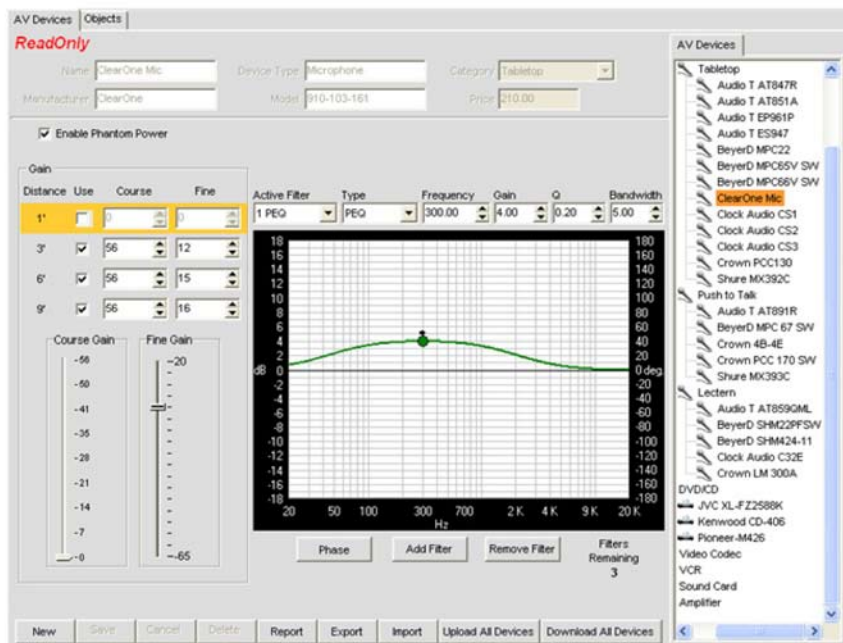 AV Devices Objects
ReadOnly
Name ClearOne Mic Device Type Microphone Category Tabletop
Manufacturer ClearOne Model 910-103-161 Price 210.00
Enable Phantom Power
Gain
Distance Use Course Fine
1' 0 0
3' 56 12
6' 56 15
9' 56 16
Course Gain Fine Gain
-56 -20
-50
-41
-35
-28
-21
-14
-7
-0 -65
Active Filter Type Frequency Gain Q Bandwidth
1 PEQ PEQ 300.00 4.00 0.20 5.00
18 180
16 160
14 140
12 120
10 100
8 80
6 60
4 40
2 20
dB 0 0 deg.
-2 -20
-4 -40
-6 -60
-8 -80
-10 -100
-12 -120
-14 -140
-16 -160
-18 -180
20 50 100 300 700 2 K 4 K 9 K 20 K
Hz
Phase Add Filter Remove Filter Filters Remaining 3
New Save Cancel Delete Report Export Import Upload All Devices Download All Devices
AV Devices
Tabletop
Audio T AT847R
Audio T AT851A
Audio T EP961P
Audio T ES947
BeyerD MPC22
BeyerD MPC65V SW
BeyerD MPC66V SW
ClearOne Mic
Clock Audio CS1
Clock Audio CS2
Clock Audio CS3
Crown PCC130
Shure MX392C
Push to Talk
Audio T AT891R
BeyerD MPC 67 SW
Crown 4B-4E
Crown PCC 170 SW
Shure MX393C
Lectern
Audio T AT859QML
BeyerD SHM22PFSW
BeyerD SHM424-11
Clock Audio C32E
Crown LM 300A
DVD/CD
JVC XL-FZ258BK
Kenwood CD-406
Pioneer-M426
Video Codec
VCR
Sound Card
Amplifier